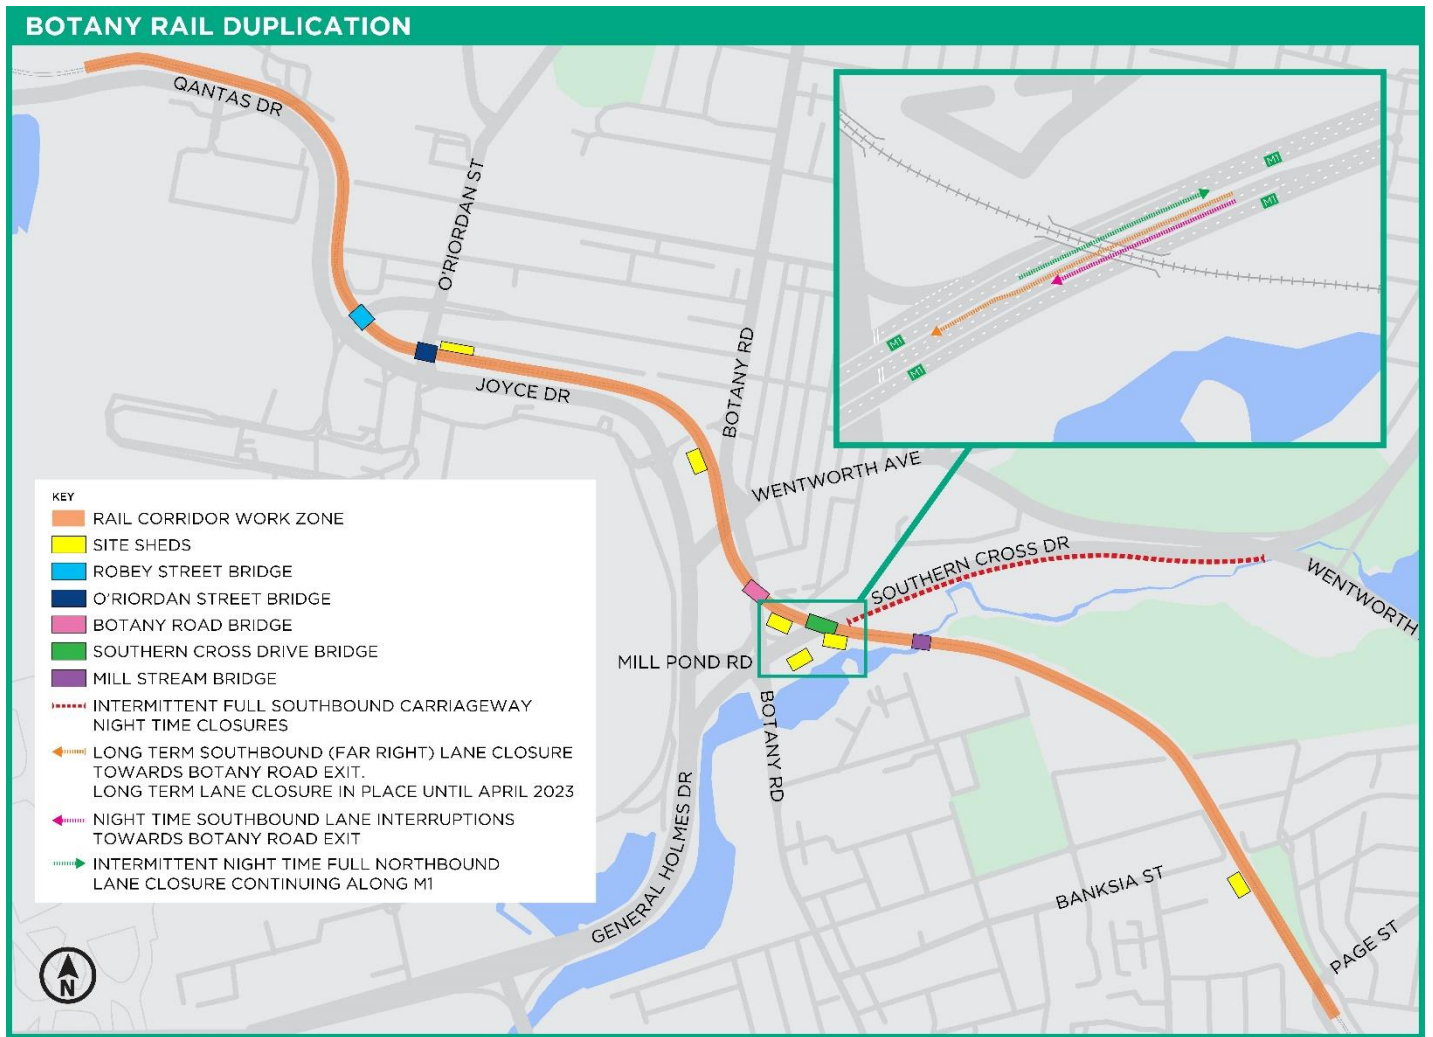 BOTANY RAIL DUPLICATION
QANTAS DR
O'RIORDAN ST
JOYCE DR
BOTANY RD
WENTWORTH AVE
M1
M1
M1
M1
SOUTHERN CROSS DR
WENTWORTH
MILL POND RD
BOTANY RD
GENERAL HOLMES DR
BANKSIA ST
PAGE ST
KEY
RAIL CORRIDOR WORK ZONE
SITE SHEDS
ROBEY STREET BRIDGE
O'RIORDAN STREET BRIDGE
BOTANY ROAD BRIDGE
SOUTHERN CROSS DRIVE BRIDGE
MILL STREAM BRIDGE
INTERMITTENT FULL SOUTHBOUND CARRIAGEWAY
NIGHT TIME CLOSURES
LONG TERM SOUTHBOUND (FAR RIGHT) LANE CLOSURE
TOWARDS BOTANY ROAD EXIT.
LONG TERM LANE CLOSURE IN PLACE UNTIL APRIL 2023
NIGHT TIME SOUTHBOUND LANE INTERRUPTIONS
TOWARDS BOTANY ROAD EXIT
INTERMITTENT NIGHT TIME FULL NORTHBOUND
LANE CLOSURE CONTINUING ALONG M1
N